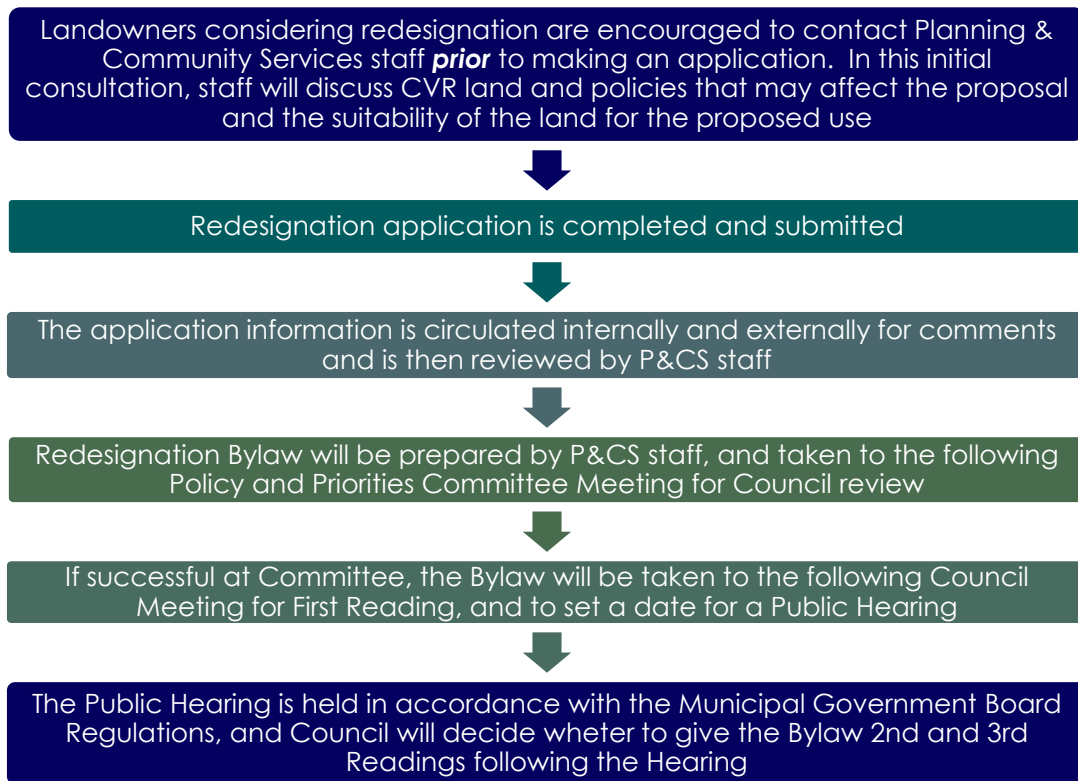 Landowners considering redesignation are encouraged to contact Planning &
Community Services staff prior to making an application.  In this initial
consultation, staff will discuss CVR land and policies that may affect the proposal
and the suitability of the land for the proposed use
Redesignation application is completed and submitted
The application information is circulated internally and externally for comments
and is then reviewed by P&CS staff
Redesignation Bylaw will be prepared by P&CS staff, and taken to the following
Policy and Priorities Committee Meeting for Council review
If successful at Committee, the Bylaw will be taken to the following Council
Meeting for First Reading, and to set a date for a Public Hearing
The Public Hearing is held in accordance with the Municipal Government Board
Regulations, and Council will decide wheter to give the Bylaw 2nd and 3rd
Readings following the Hearing